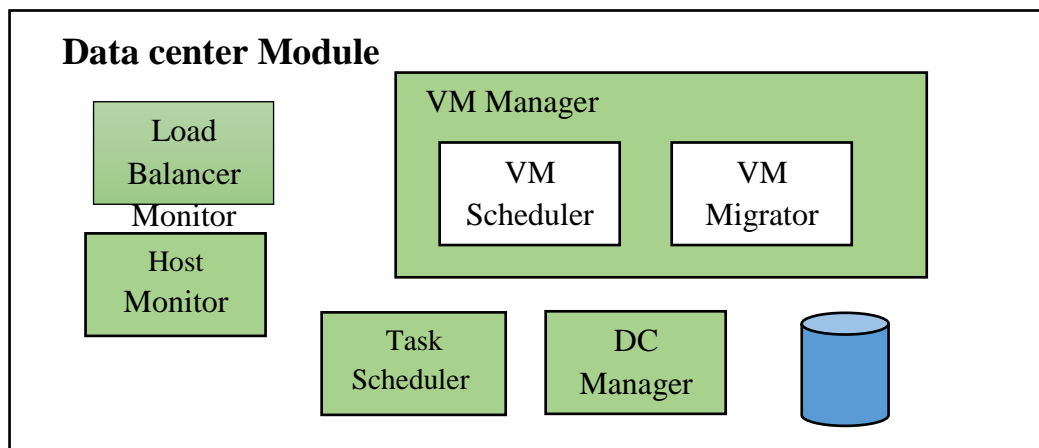 Data center Module
Load
Balancer
Monitor
Host
Monitor
VM Manager
VM
Scheduler
VM
Migrator
Task
Scheduler
DC
Manager